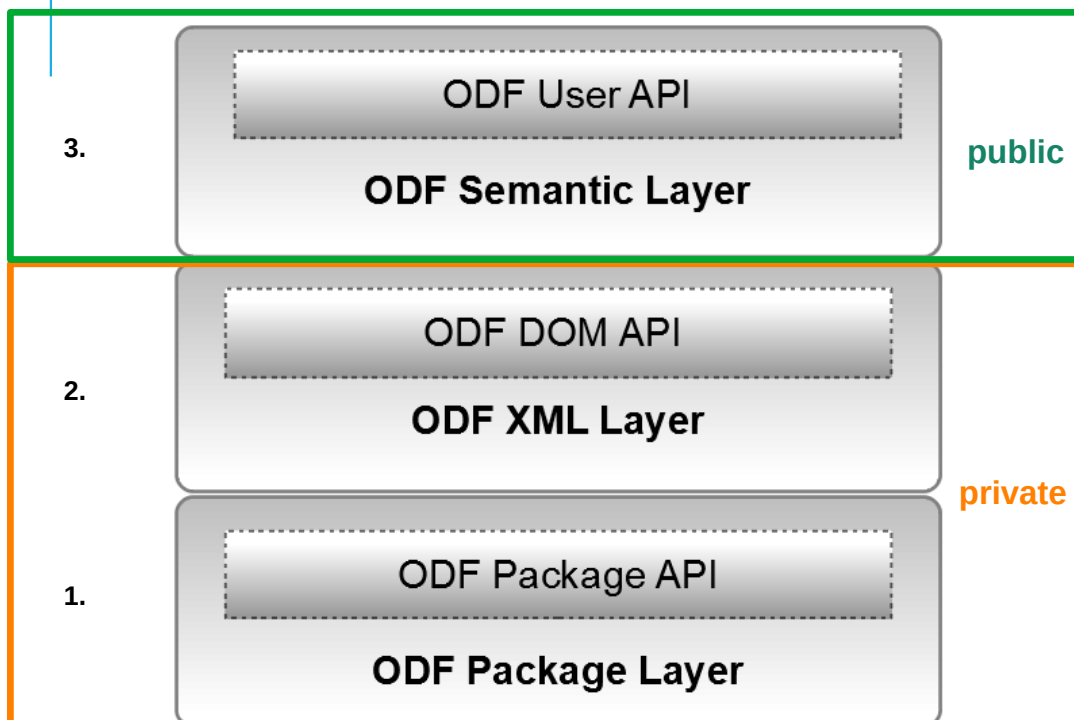 ODF User API
3.
public
ODF Semantic Layer
ODF DOM API
2.
ODF XML Layer
private
ODF Package API
1.
ODF Package Layer